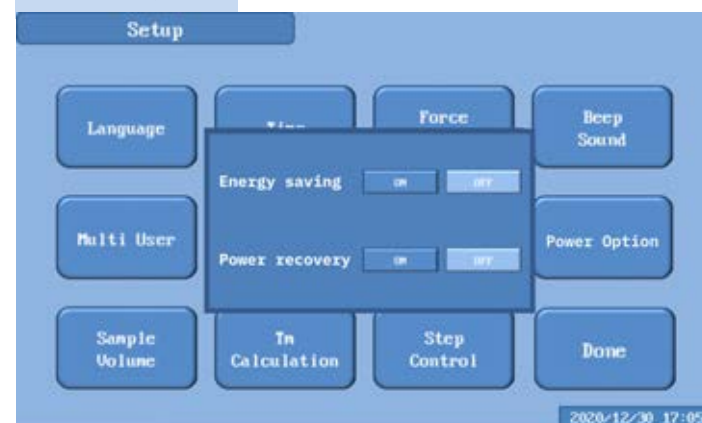 Setup
Language
Time
Force
Beep
Sound
Energy saving ON OFF
Multi User
Power Option
Power recovery ON OFF
Sample
Volume
Tm
Calculation
Step
Control
Done
2020/12/30 17:05